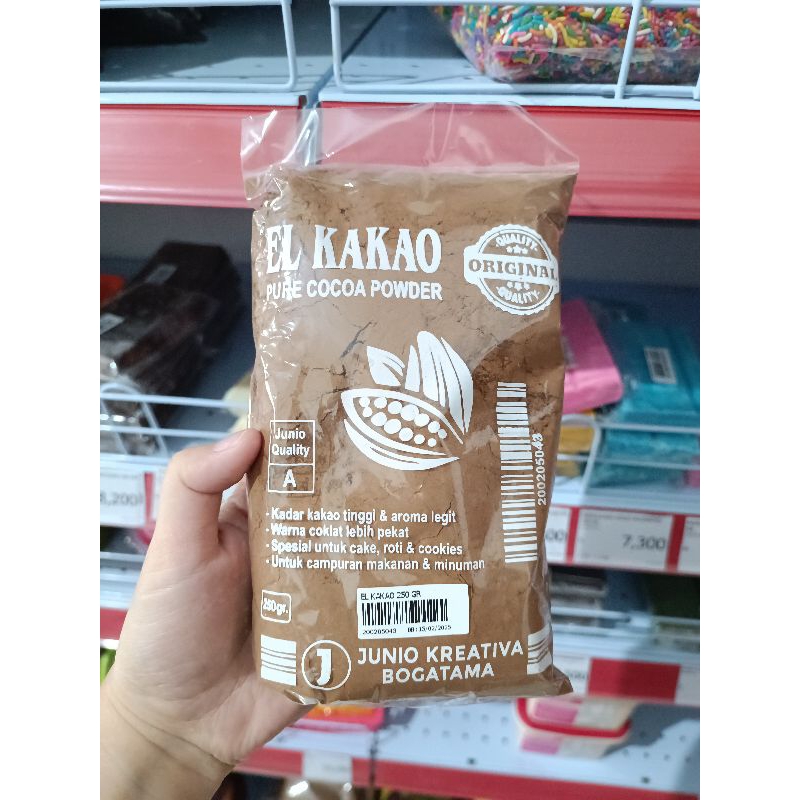 EL KAKAO
PURE COCOA POWDER
QUALITY
ORIGINAL
QUALITY
Junio
Quality
A
- Kadar kakao tinggi & aroma legit
- Warna coklat lebih pekat
- Spesial untuk cake, roti & cookies
- Untuk campuran makanan & minuman
200205043
250gr.
EL KAKAO 250 GR
200205043
J
JUNIO KREATIVA
BOGATAMA
7,300